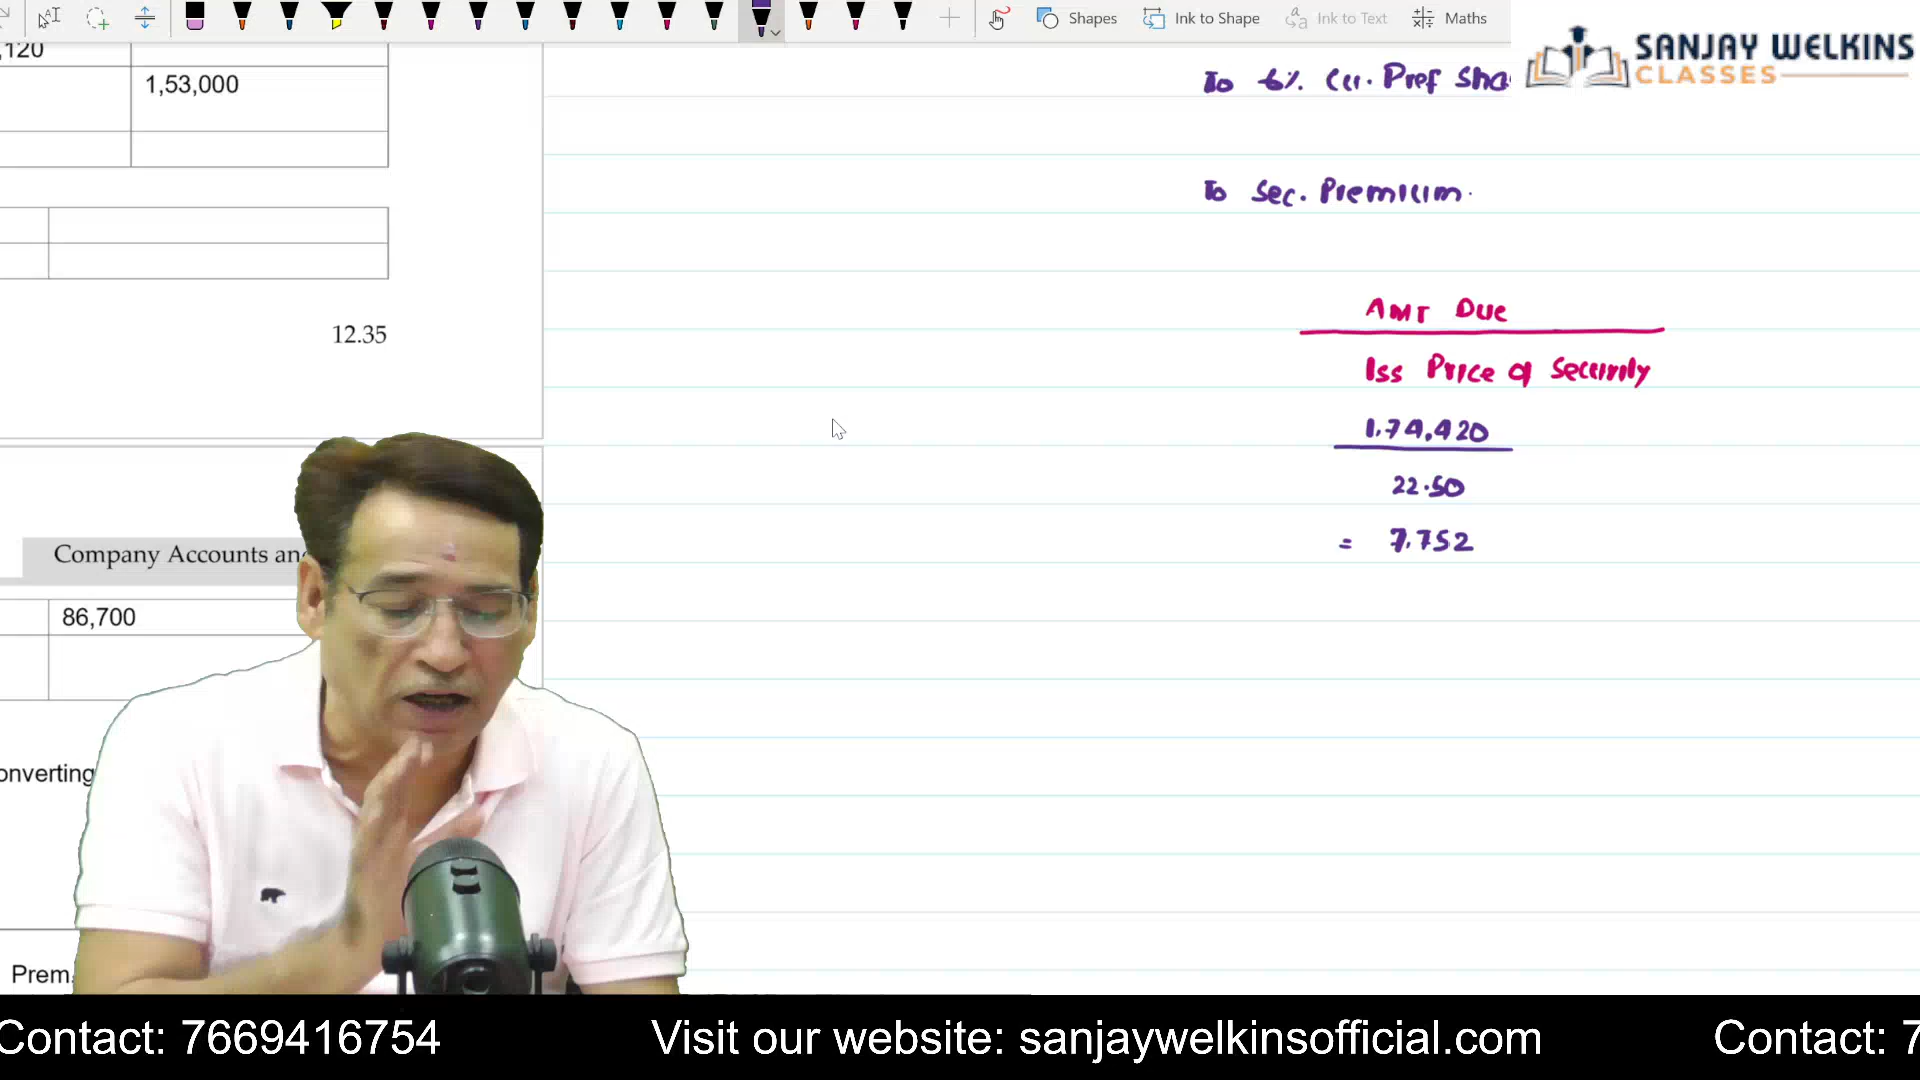 Shapes
Ink to Shape
Ink to Text
Maths
SANJAY WELKINS
CLASSES
,120
1,53,000
12.35
Company Accounts an
86,700
onverting
Prem.
To 6% Cu. Pref Sha
To Sec. Premium.
AMT DUE
Iss Price of Security
1,74,420
22.50
= 7,752
Contact: 7669416754 Visit our website: sanjaywelkinsofficial.com Contact: 7